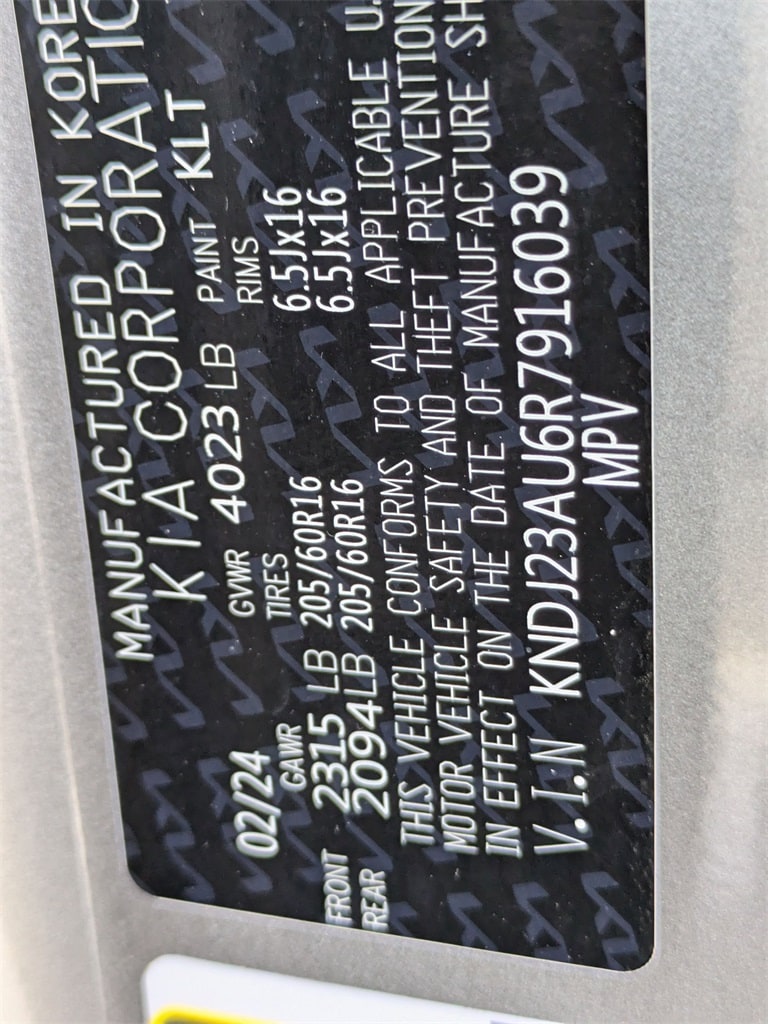 MANUFACTURED IN KORE
KIA CORPORATIO
02/24 GVWR 4023 LB PAINT KLT
GAWR TIRES RIMS
FRONT 2315 LB 205/60R16 6.5Jx16
REAR 2094LB 205/60R16 6.5Jx16
THIS VEHICLE CONFORMS TO ALL APPLICABLE U.
MOTOR VEHICLE SAFETY AND THEFT PREVENTION
IN EFFECT ON THE DATE OF MANUFACTURE SH
V.I.N KNDJ23AU6R7916039
MPV